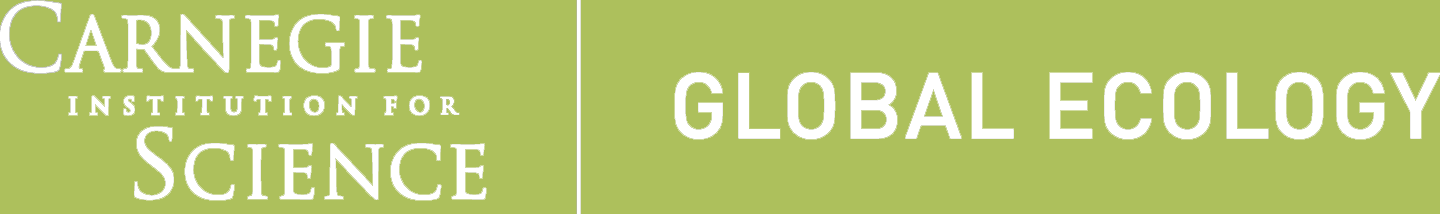 CARNEGIE
INSTITUTION FOR
SCIENCE
GLOBAL ECOLOGY